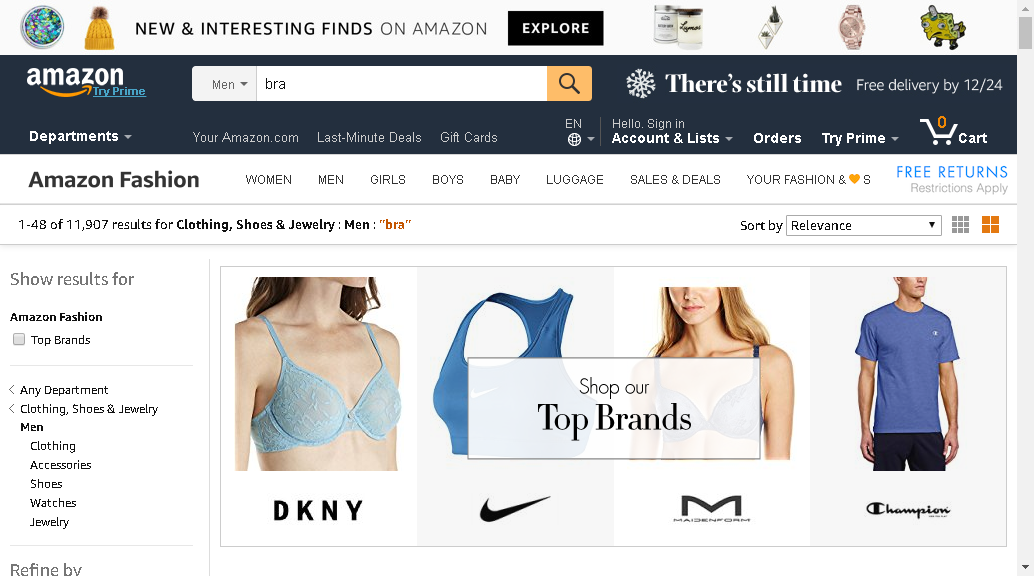 NEW & INTERESTING FINDS ON AMAZON EXPLORE
amazon
Try Prime
Men bra
There's still time Free delivery by 12/24
Departments
Your Amazon.com Last-Minute Deals Gift Cards
EN
Hello. Sign in
Account & Lists
Orders
Try Prime
0
Cart
Amazon Fashion
WOMEN MEN GIRLS BOYS BABY LUGGAGE SALES & DEALS YOUR FASHION & 🧡 S
FREE RETURNS
Restrictions Apply
1-48 of 11,907 results for Clothing, Shoes & Jewelry : Men : "bra"
Sort by Relevance
Show results for
Amazon Fashion
Top Brands
Any Department
Clothing, Shoes & Jewelry
Men
Clothing
Accessories
Shoes
Watches
Jewelry
Refine by
Shop our
Top Brands
DKNY
MAIDENFORM
Champion